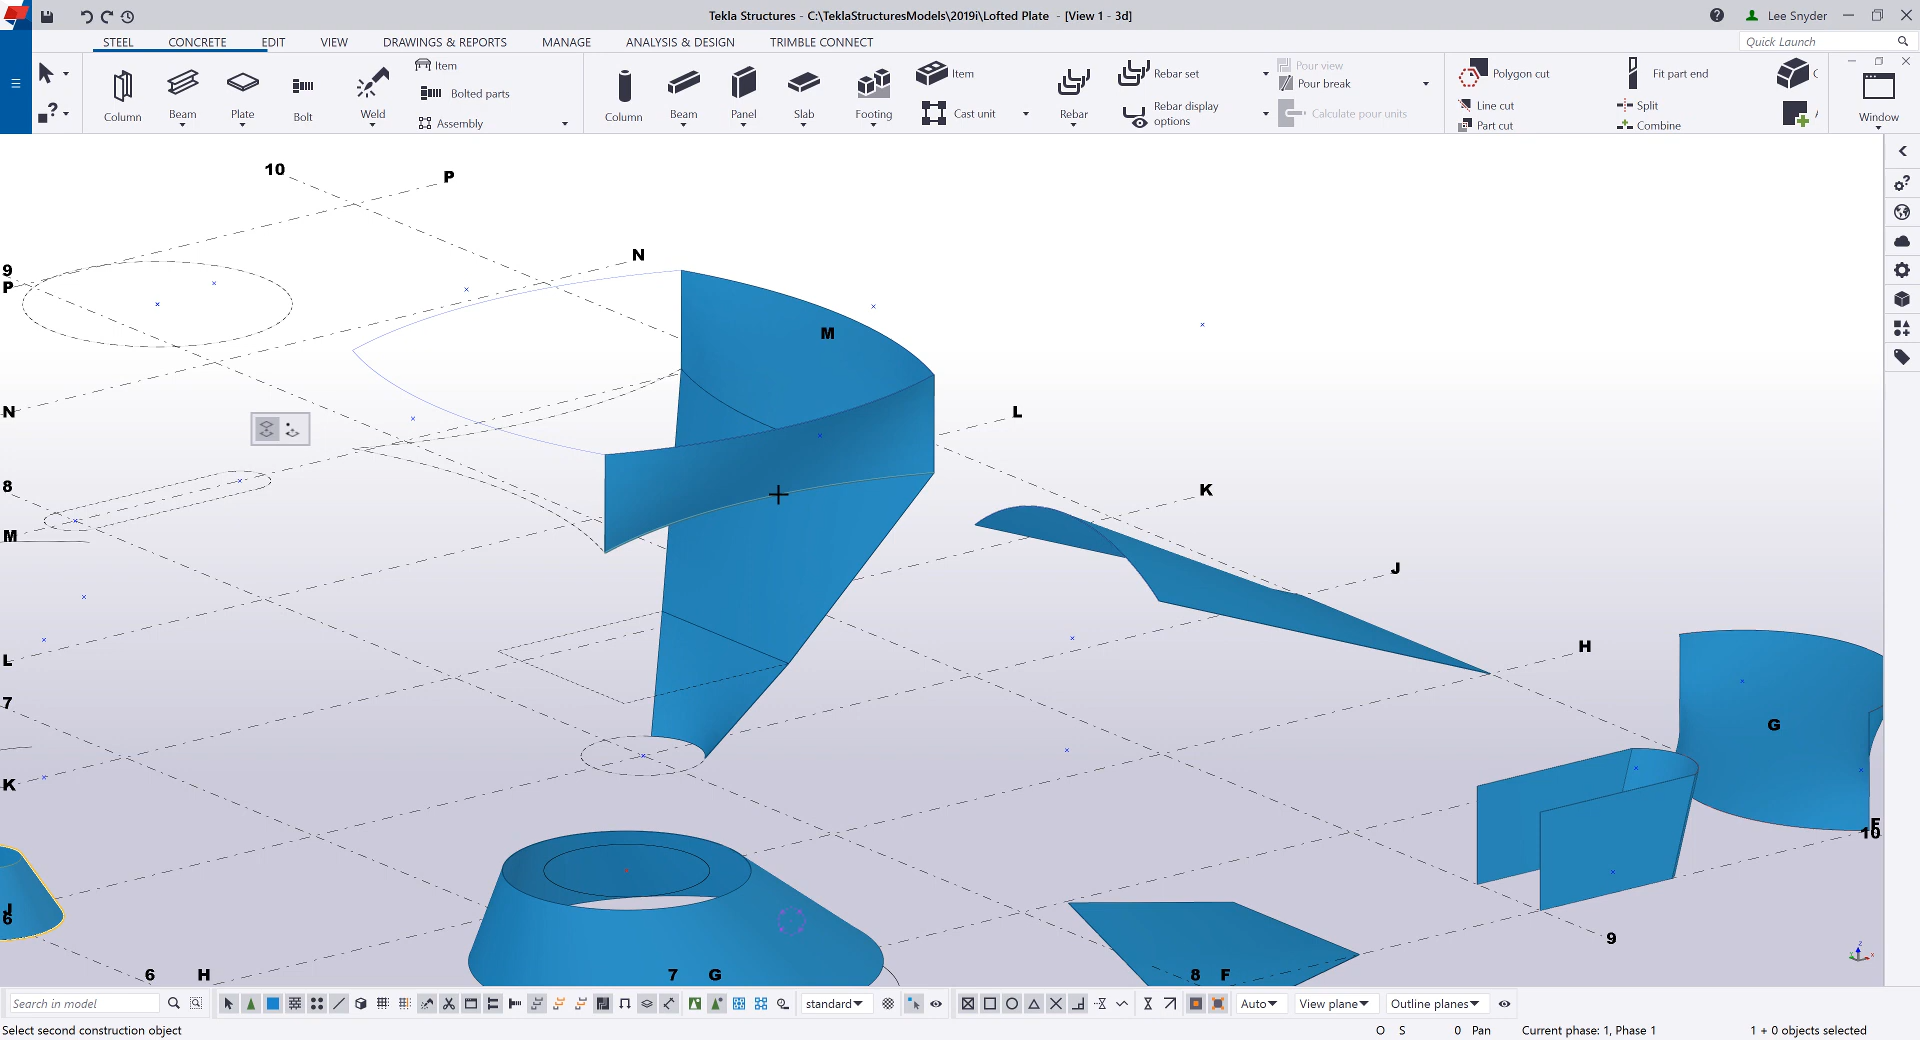 Tekla Structures - C:\TeklaStructuresModels\2019i\Lofted Plate - [View 1 - 3d]
Lee Snyder
STEEL CONCRETE EDIT VIEW DRAWINGS & REPORTS MANAGE ANALYSIS & DESIGN TRIMBLE CONNECT
Quick Launch
Column
Beam
Plate
Bolt
Weld
Item
Bolted parts
Assembly
Column
Beam
Panel
Slab
Footing
Item
Cast unit
Rebar
Rebar set
Rebar display
options
Pour view
Pour break
Calculate pour units
Polygon cut
Line cut
Part cut
Fit part end
Split
Combine
Window
10
P
N
9
P
M
N
L
8
K
M
J
L
H
7
G
K
F
10
J
6
9
6 H 7 G 8 F
Search in model
standard
Auto
View plane
Outline planes
Select second construction object
O S 0 Pan Current phase: 1, Phase 1 1 + 0 objects selected